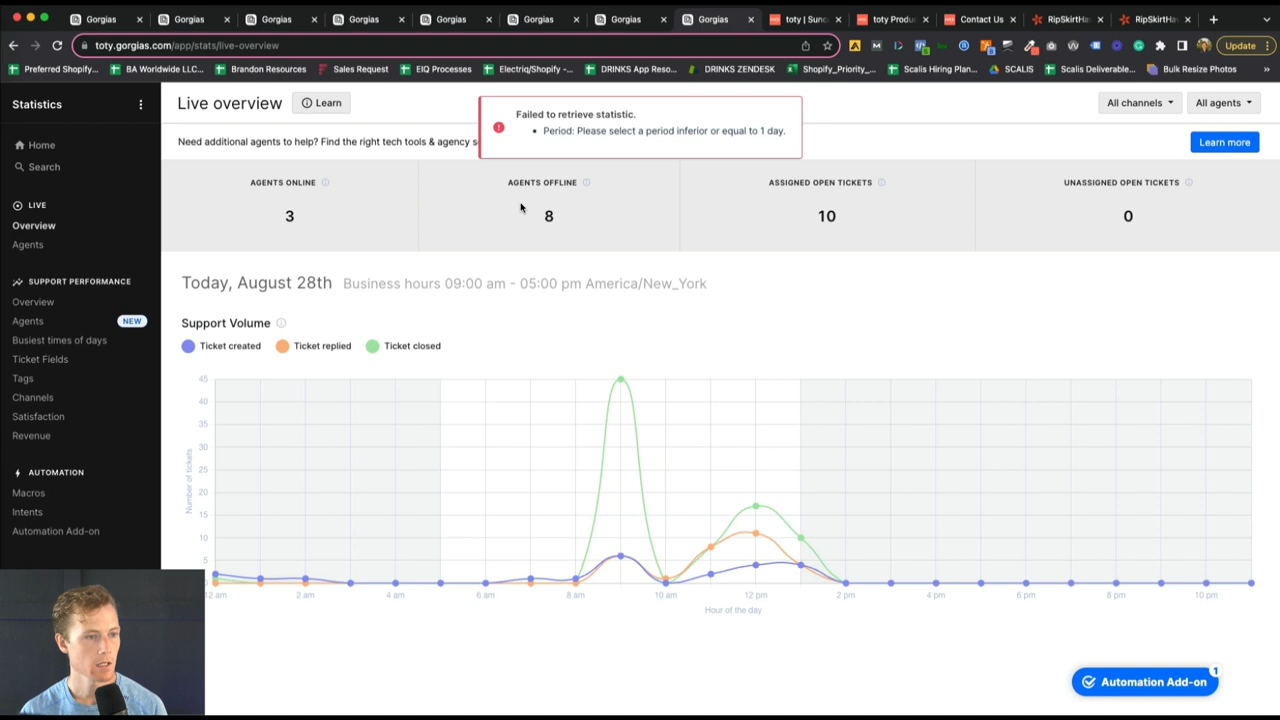 Gorgias
Gorgias
Gorgias
Gorgias
Gorgias
Gorgias
Gorgias
Gorgias
toty | Sun
toty Produ
Contact Us
RipSkirtHa
RipSkirtHa
toty.gorgias.com/app/stats/live-overview
Update
Preferred Shopify...
BA Worldwide LLC...
Brandon Resources
Sales Request
EIQ Processes
Electriq/Shopify -...
DRINKS App Reso...
DRINKS ZENDESK
Shopify_Priority_...
Scalis Hiring Plan...
SCALIS
Scalis Deliverable...
Bulk Resize Photos
Statistics
Home
Search
LIVE
Overview
Agents
SUPPORT PERFORMANCE
Overview
Agents
NEW
Busiest times of days
Ticket Fields
Tags
Channels
Satisfaction
Revenue
AUTOMATION
Macros
Intents
Automation Add-on
Live overview
Learn
All channels
All agents
Failed to retrieve statistic.
• Period: Please select a period inferior or equal to 1 day.
Need additional agents to help? Find the right tech tools & agency s
Learn more
AGENTS ONLINE
3
AGENTS OFFLINE
8
ASSIGNED OPEN TICKETS
10
UNASSIGNED OPEN TICKETS
0
Today, August 28th Business hours 09:00 am - 05:00 pm America/New_York
Support Volume
Ticket created
Ticket replied
Ticket closed
Number of tickets
45
40
35
30
25
20
15
10
5
12 am
2 am
4 am
6 am
8 am
10 am
12 pm
2 pm
4 pm
6 pm
8 pm
10 pm
Hour of the day
Automation Add-on
1